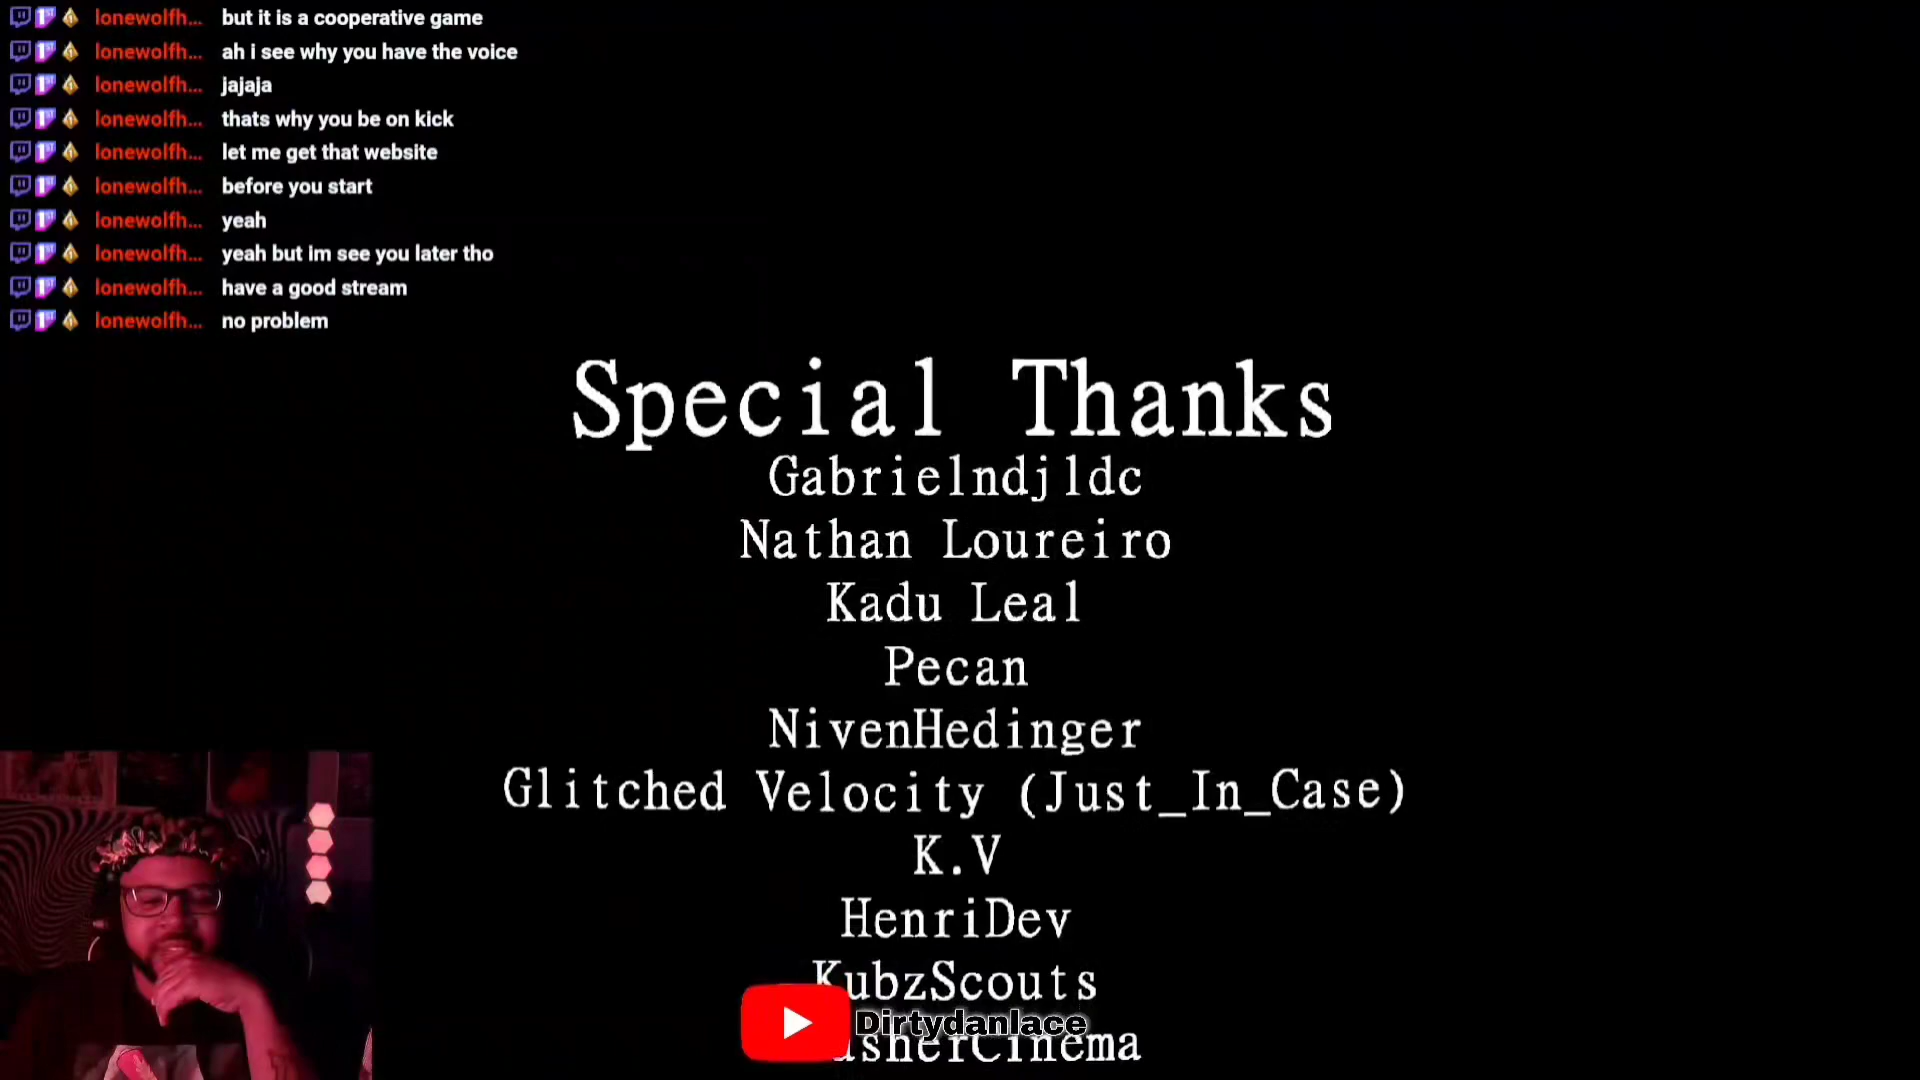 lonewolfh... but it is a cooperative game
lonewolfh... ah i see why you have the voice
lonewolfh... jajaja
lonewolfh... thats why you be on kick
lonewolfh... let me get that website
lonewolfh... before you start
lonewolfh... yeah
lonewolfh... yeah but im see you later tho
lonewolfh... have a good stream
lonewolfh... no problem
Special Thanks
Gabrielndjldc
Nathan Loureiro
Kadu Leal
Pecan
NivenHedinger
Glitched Velocity (Just_In_Case)
K.V
HenriDev
KubzScouts
Dirtydanlace